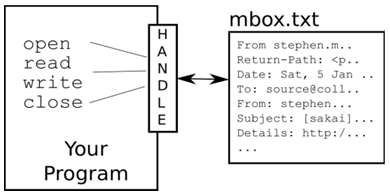 open
read
write
close
Your
Program
HANDLE
mbox.txt
From stephen.m..
Return-Path: <p..
Date: Sat, 5 Jan ..
To: source@coll..
From: stephen...
Subject: [sakai]...
Details: http:/...
...